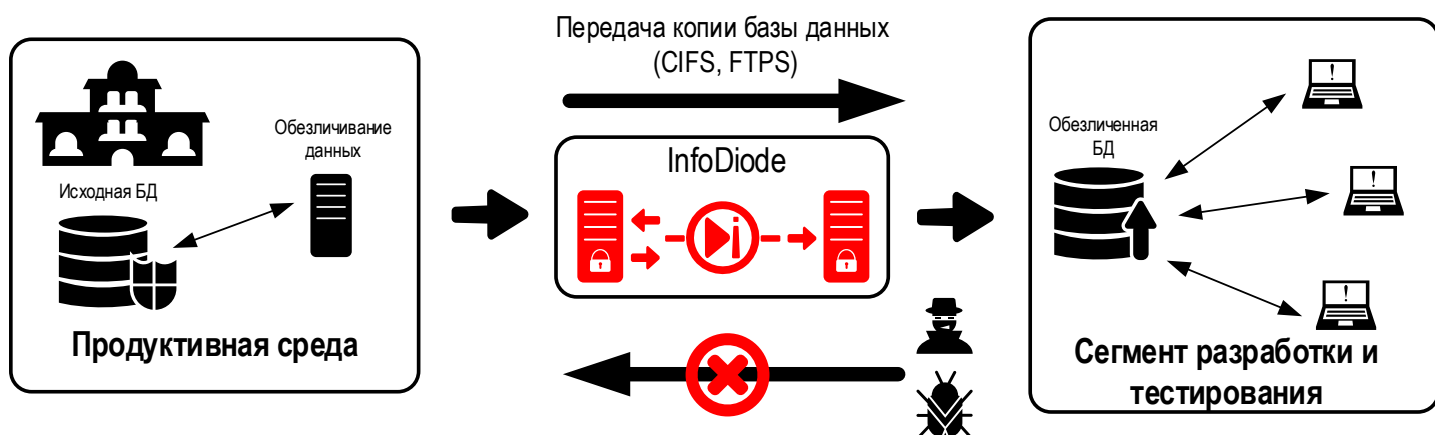 Передача копии базы данных
(CIFS, FTPS)
Обезличивание
данных
Исходная БД
Продуктивная среда
InfoDiode
Обезличенная
БД
!
!
!
Сегмент разработки и
тестирования